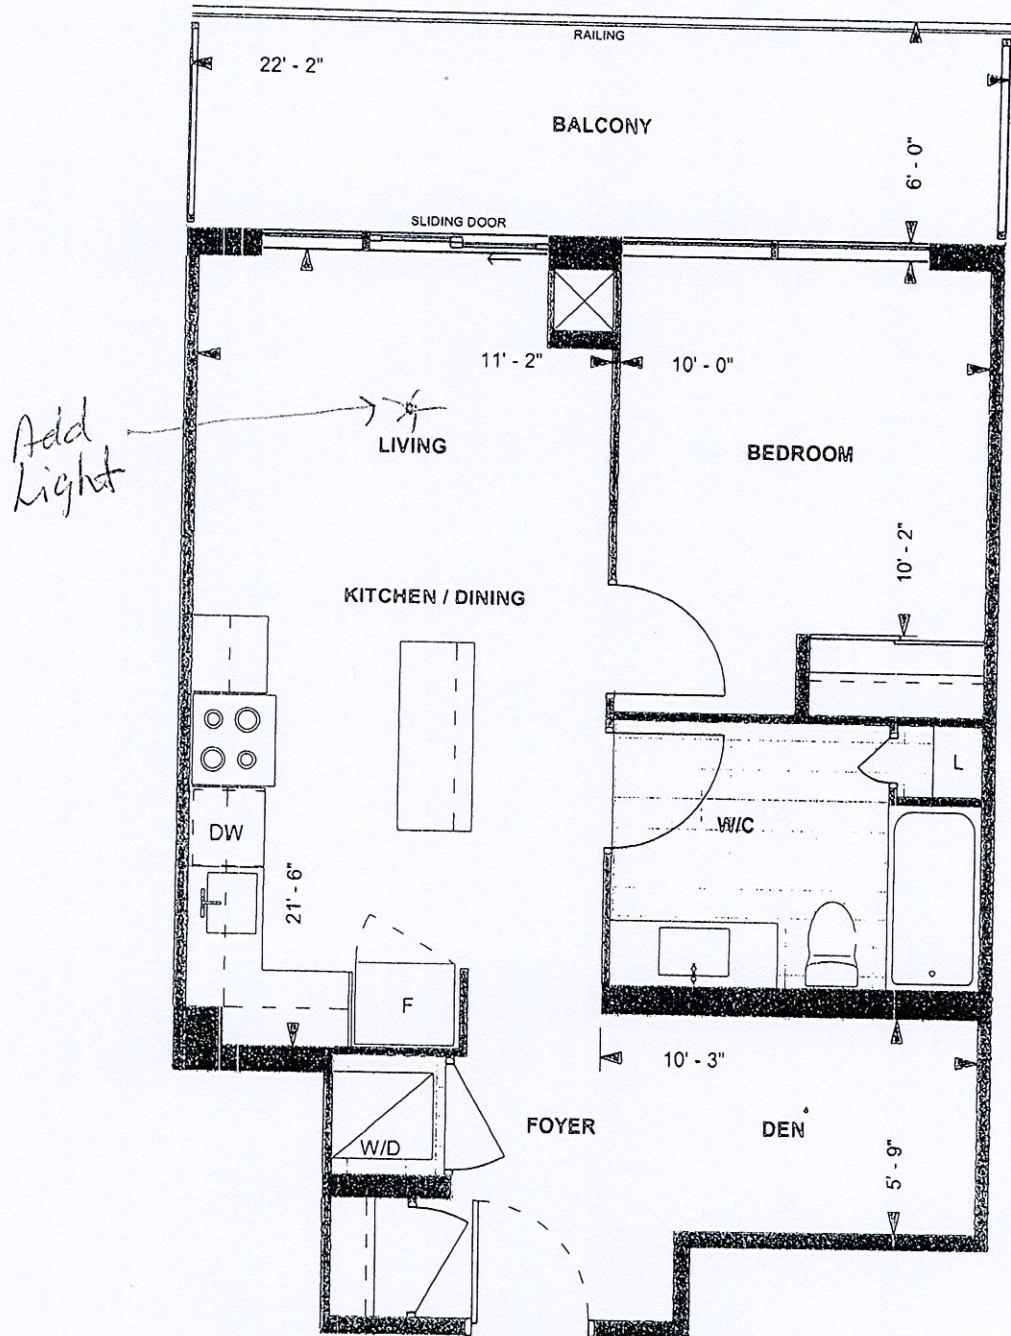 RAILING
22' - 2"
BALCONY
6' - 0"
SLIDING DOOR
11' - 2"
10' - 0"
Add
Light
LIVING
BEDROOM
10' - 2"
KITCHEN / DINING
L
DW
W/C
21' - 6"
F
10' - 3"
FOYER
DEN
W/D
5' - 9"